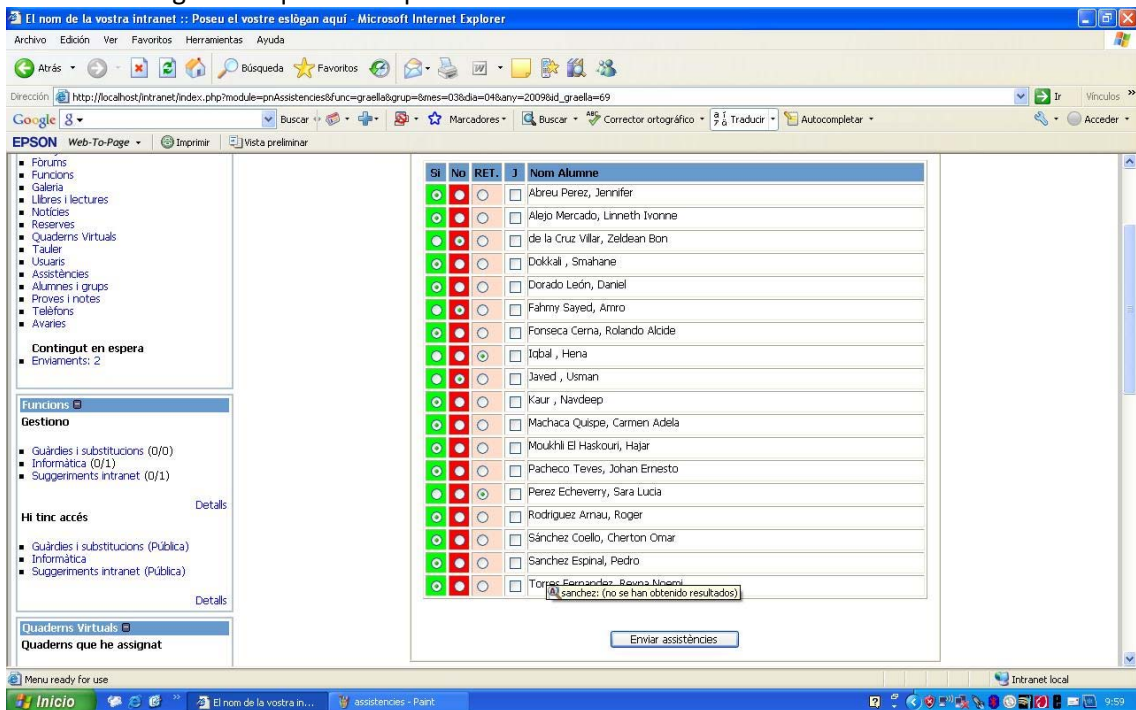 El nom de la vostra intranet :: Poseu el vostre eslògan aquí - Microsoft Internet Explorer
Archivo Edición Ver Favoritos Herramientas Ayuda
Atrás Búsqueda Favoritos
Dirección http://localhost/intranet/index.php?module=pnAssistencies&func=graella&grup=&mes=03&dia=04&any=2009&id_graella=69 Ir Vínculos »
Google Buscar Marcadores Buscar Corrector ortográfico Traducir Autocompletar Acceder
EPSON Web-To-Page Imprimir Vista preliminar
Fòrums
Funcions
Galeria
Llibres i lectures
Notícies
Reserves
Quaderns Virtuals
Tauler
Usuaris
Assistències
Alumnes i grups
Proves i notes
Telèfons
Avaries
Contingut en espera
Enviaments: 2
Funcions
Gestiono
Guàrdies i substitucions (0/0)
Informàtica (0/1)
Suggeriments intranet (0/1)
Detalls
Hi tinc accés
Guàrdies i substitucions (Pública)
Informàtica
Suggeriments intranet (Pública)
Detalls
Quaderns Virtuals
Quaderns que he assignat
Si No RET. J Nom Alumne
Abreu Perez, Jennifer
Alejo Mercado, Linneth Ivonne
de la Cruz Villar, Zeldean Bon
Dokkali , Smahane
Dorado León, Daniel
Fahmy Sayed, Amro
Fonseca Cerna, Rolando Alcide
Iqbal , Hena
Javed , Usman
Kaur , Navdeep
Machaca Quispe, Carmen Adela
Moukhli El Haskouri, Hajar
Pacheco Teves, Johan Ernesto
Perez Echeverry, Sara Lucia
Rodriguez Arnau, Roger
Sánchez Coello, Cherton Omar
Sanchez Espinal, Pedro
Torres Fernandez, Reyna Noemi
sanchez: (no se han obtenido resultados)
Enviar assistències
Menu ready for use Intranet local
Inicio El nom de la vostra in... assistencies - Paint 9:59